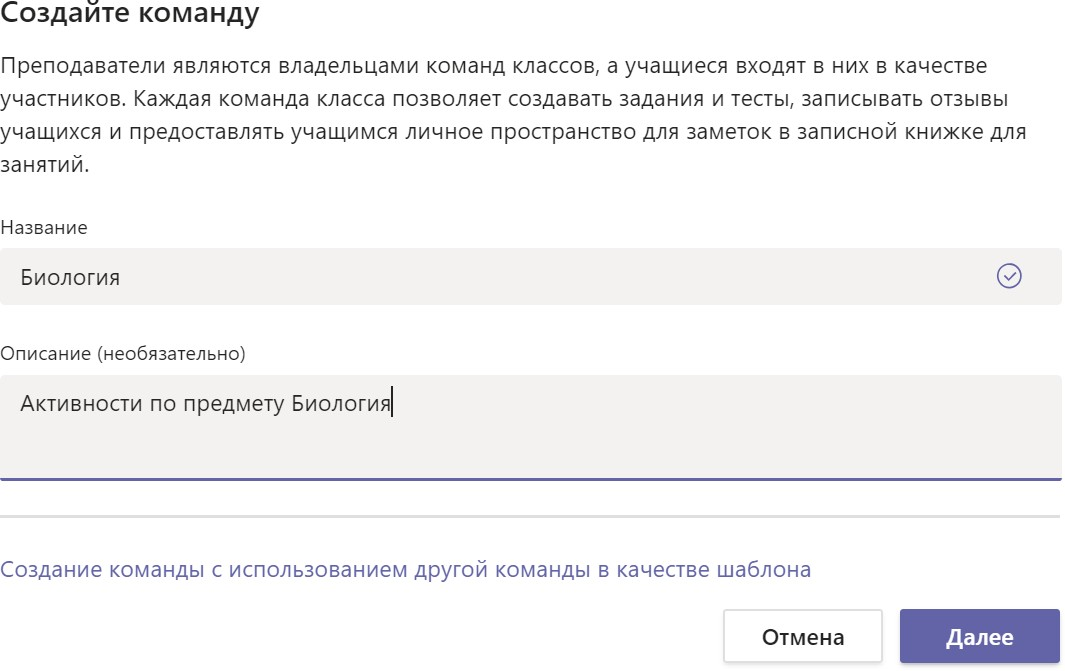 Создайте команду
Преподаватели являются владельцами команд классов, а учащиеся входят в них в качестве
участников. Каждая команда класса позволяет создавать задания и тесты, записывать отзывы
учащихся и предоставлять учащимся личное пространство для заметок в записной книжке для
занятий.
Название
Биология
Описание (необязательно)
Активности по предмету Биология
Создание команды с использованием другой команды в качестве шаблона
Отмена
Далее